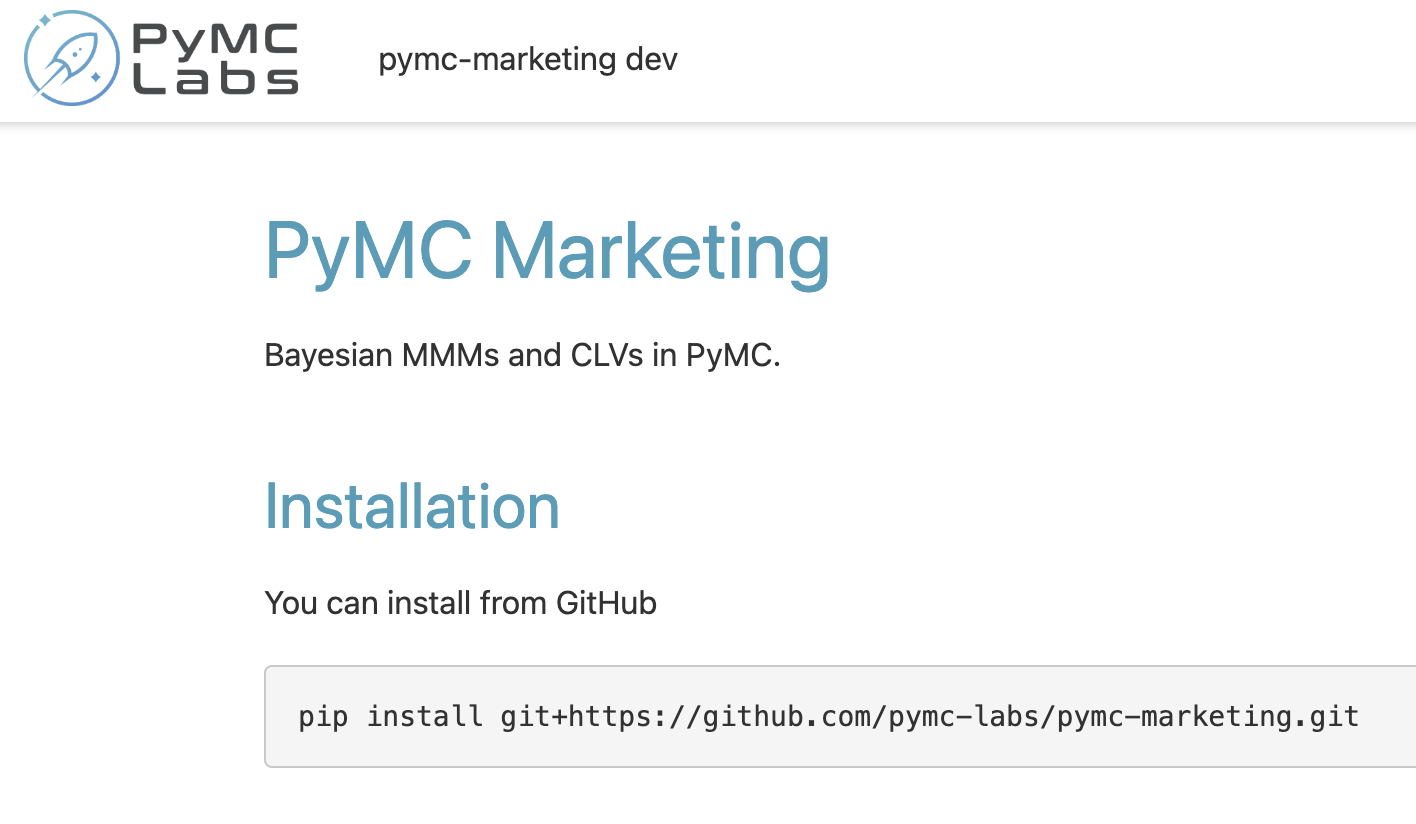 PyMC
Labs
pymc-marketing dev
PyMC Marketing
Bayesian MMMs and CLVs in PyMC.
Installation
You can install from GitHub
pip install git+https://github.com/pymc-labs/pymc-marketing.git